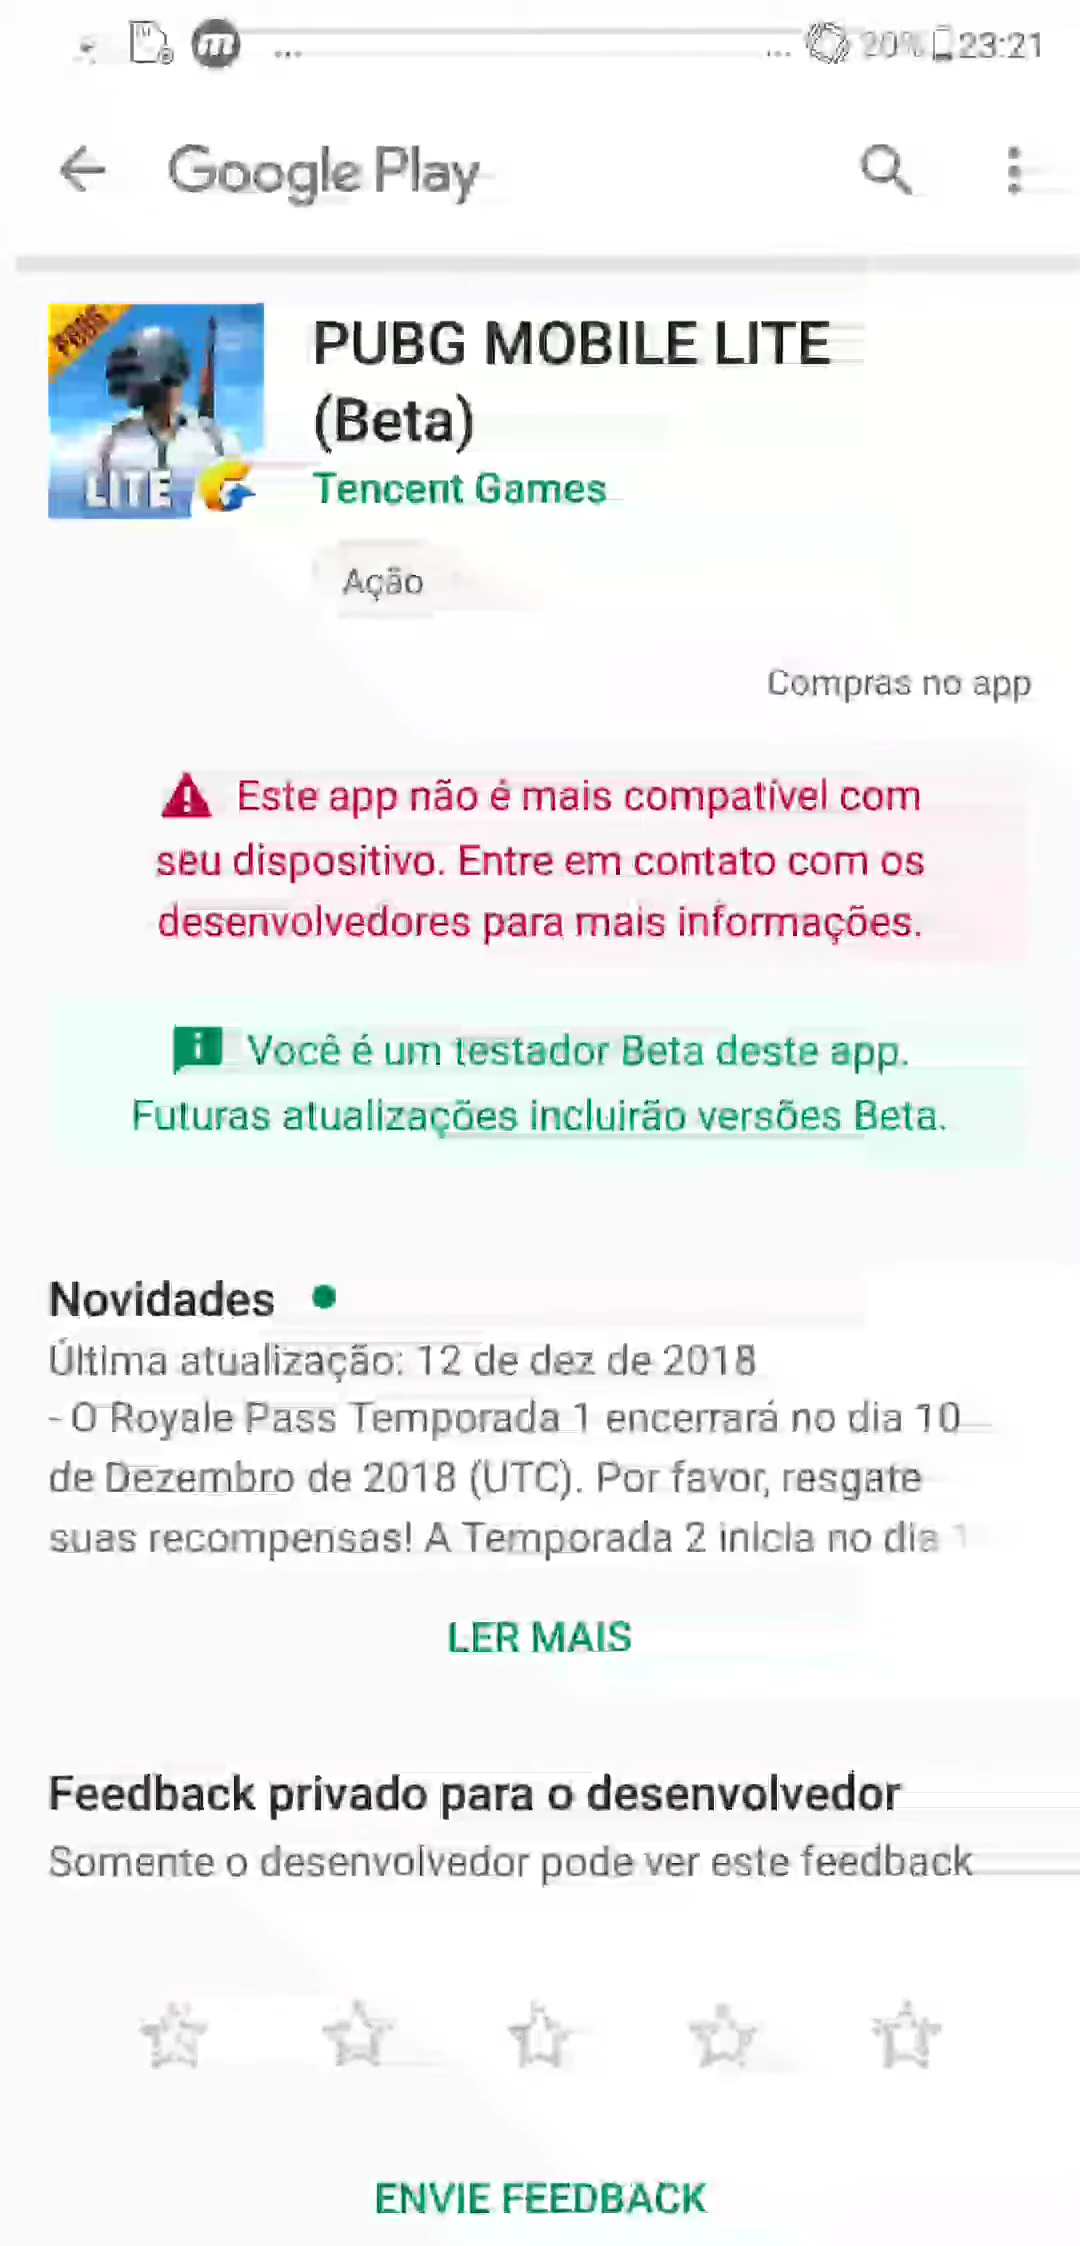 20% 23:21
Google Play
PUBG
LITE
PUBG MOBILE LITE
(Beta)
Tencent Games
Ação
Compras no app
Este app não é mais compatível com
seu dispositivo. Entre em contato com os
desenvolvedores para mais informações.
Você é um testador Beta deste app.
Futuras atualizações incluirão versões Beta.
Novidades
Última atualização: 12 de dez de 2018
- O Royale Pass Temporada 1 encerrará no dia 10
de Dezembro de 2018 (UTC). Por favor, resgate
suas recompensas! A Temporada 2 inicia no dia
LER MAIS
Feedback privado para o desenvolvedor
Somente o desenvolvedor pode ver este feedback
ENVIE FEEDBACK